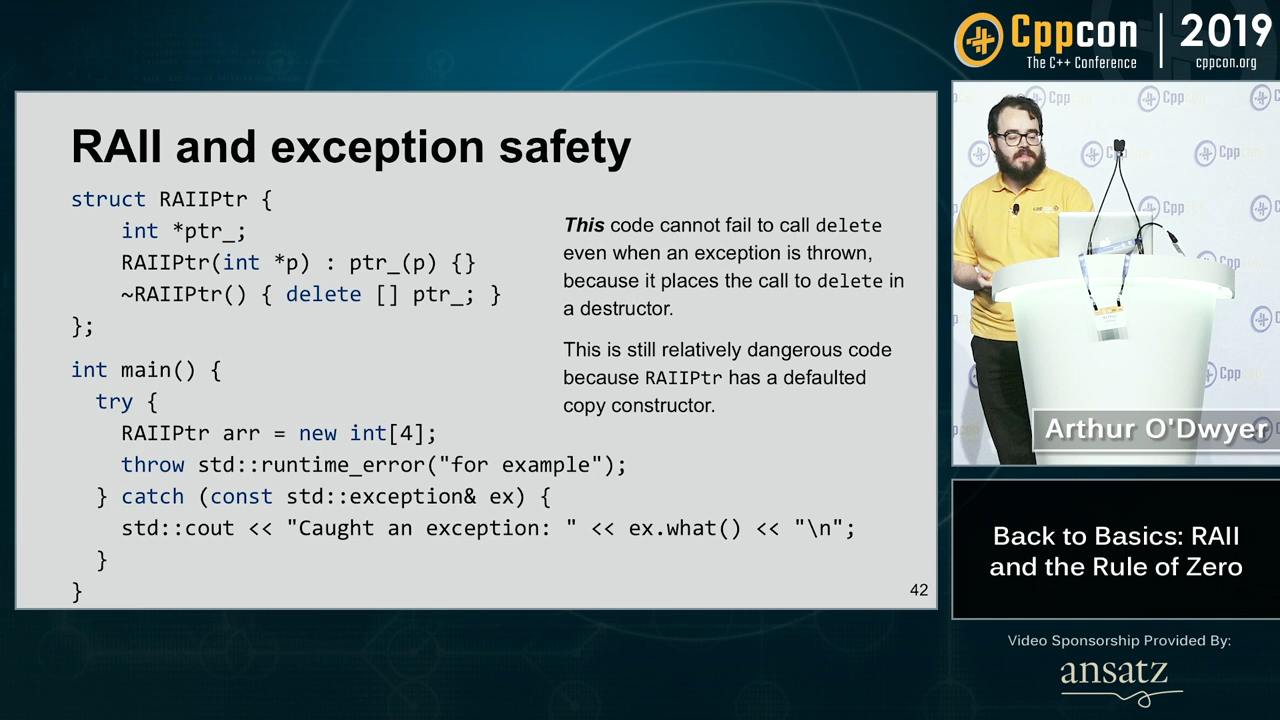 Cppcon | 2019
The C++ Conference
cppcon.org
RAII and exception safety
struct RAIIPtr {
    int *ptr_;
    RAIIPtr(int *p) : ptr_(p) {}
    ~RAIIPtr() { delete [] ptr_; }
};
int main() {
  try {
    RAIIPtr arr = new int[4];
    throw std::runtime_error("for example");
  } catch (const std::exception& ex) {
    std::cout << "Caught an exception: " << ex.what() << "\n";
  }
}
This code cannot fail to call delete
even when an exception is thrown,
because it places the call to delete in
a destructor.
This is still relatively dangerous code
because RAIIPtr has a defaulted
copy constructor.
42
Arthur O'Dwyer
Back to Basics: RAII
and the Rule of Zero
Video Sponsorship Provided By:
ansatz